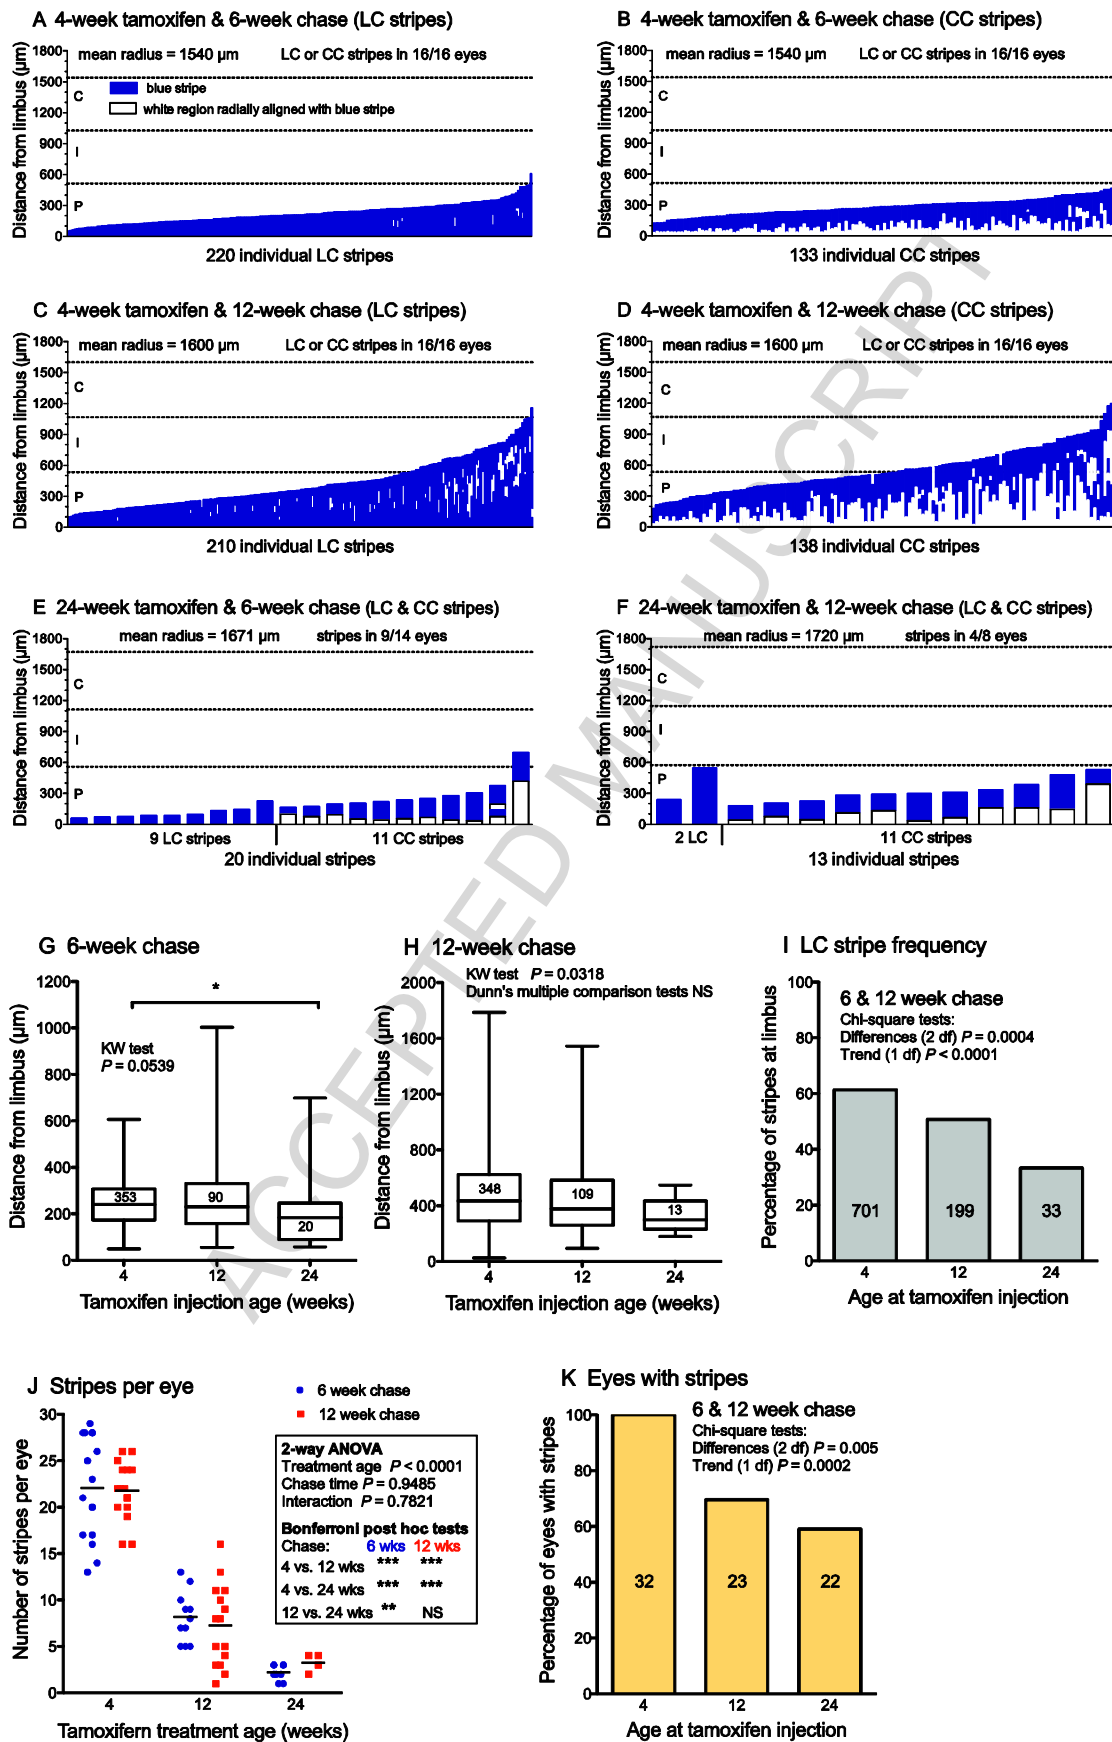 A 4-week tamoxifen & 6-week chase (LC stripes)
mean radius = 1540 µm LC or CC stripes in 16/16 eyes
blue stripe
white region radially aligned with blue stripe
Distance from limbus (µm)
1800
1500
1200
900
600
300
0
C
I
P
220 individual LC stripes
B 4-week tamoxifen & 6-week chase (CC stripes)
mean radius = 1540 µm LC or CC stripes in 16/16 eyes
Distance from limbus (µm)
1800
1500
1200
900
600
300
0
C
I
P
133 individual CC stripes
C 4-week tamoxifen & 12-week chase (LC stripes)
mean radius = 1600 µm LC or CC stripes in 16/16 eyes
Distance from limbus (µm)
1800
1500
1200
900
600
300
0
C
I
P
210 individual LC stripes
D 4-week tamoxifen & 12-week chase (CC stripes)
mean radius = 1600 µm LC or CC stripes in 16/16 eyes
Distance from limbus (µm)
1800
1500
1200
900
600
300
0
C
I
P
138 individual CC stripes
E 24-week tamoxifen & 6-week chase (LC & CC stripes)
mean radius = 1671 µm stripes in 9/14 eyes
Distance from limbus (µm)
1800
1500
1200
900
600
300
0
C
I
P
9 LC stripes 11 CC stripes
20 individual stripes
F 24-week tamoxifen & 12-week chase (LC & CC stripes)
mean radius = 1720 µm stripes in 4/8 eyes
Distance from limbus (µm)
1800
1500
1200
900
600
300
0
C
I
P
2 LC 11 CC stripes
13 individual stripes
G 6-week chase
Distance from limbus (µm)
1200
1000
800
600
400
200
0
*
KW test
P = 0.0539
353 90 20
4 12 24
Tamoxifen injection age (weeks)
H 12-week chase
KW test P = 0.0318
Dunn's multiple comparison tests NS
Distance from limbus (µm)
2000
1600
1200
800
400
0
348 109 13
4 12 24
Tamoxifen injection age (weeks)
I LC stripe frequency
Percentage of stripes at limbus
100
80
60
40
20
0
6 & 12 week chase
Chi-square tests:
Differences (2 df) P = 0.0004
Trend (1 df) P < 0.0001
701 199 33
4 12 24
Age at tamoxifen injection
J Stripes per eye
6 week chase
12 week chase
Number of stripes per eye
30
25
20
15
10
5
0
2-way ANOVA
Treatment age P < 0.0001
Chase time P = 0.9485
Interaction P = 0.7821
Bonferroni post hoc tests
Chase: 6 wks 12 wks
4 vs. 12 wks *** ***
4 vs. 24 wks *** ***
12 vs. 24 wks ** NS
4 12 24
Tamoxifern treatment age (weeks)
K Eyes with stripes
6 & 12 week chase
Chi-square tests:
Differences (2 df) P = 0.005
Trend (1 df) P = 0.0002
Percentage of eyes with stripes
100
80
60
40
20
0
32 23 22
4 12 24
Age at tamoxifen injection
ACCEPTED MANUSCRIPT